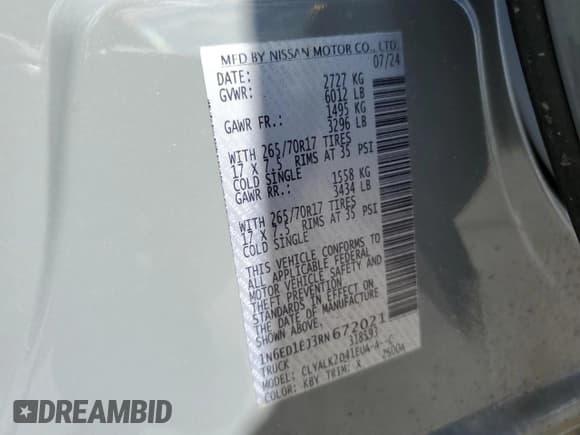 MFD BY NISSAN MOTOR CO., LTD.
DATE: 07/24
GVWR: 2727 KG
6012 LB
GAWR FR.: 1495 KG
3296 LB
WITH 265/70R17 TIRES
17 X 7.5 RIMS AT 35 PSI
COLD SINGLE
GAWR RR.: 1558 KG
3434 LB
WITH 265/70R17 TIRES
17 X 7.5 RIMS AT 35 PSI
COLD SINGLE
THIS VEHICLE CONFORMS TO
ALL APPLICABLE FEDERAL
MOTOR VEHICLE SAFETY AND
THEFT PREVENTION
STANDARDS IN EFFECT ON
THE DATE OF MANUFACTURE
SHOWN ABOVE.
1N6ED1EJ3RN672021
TRUCK 318593
MODEL: CLYALK2D41EUA-A--C
COLOR: KBY TRIM: X 25004
DREAMBID